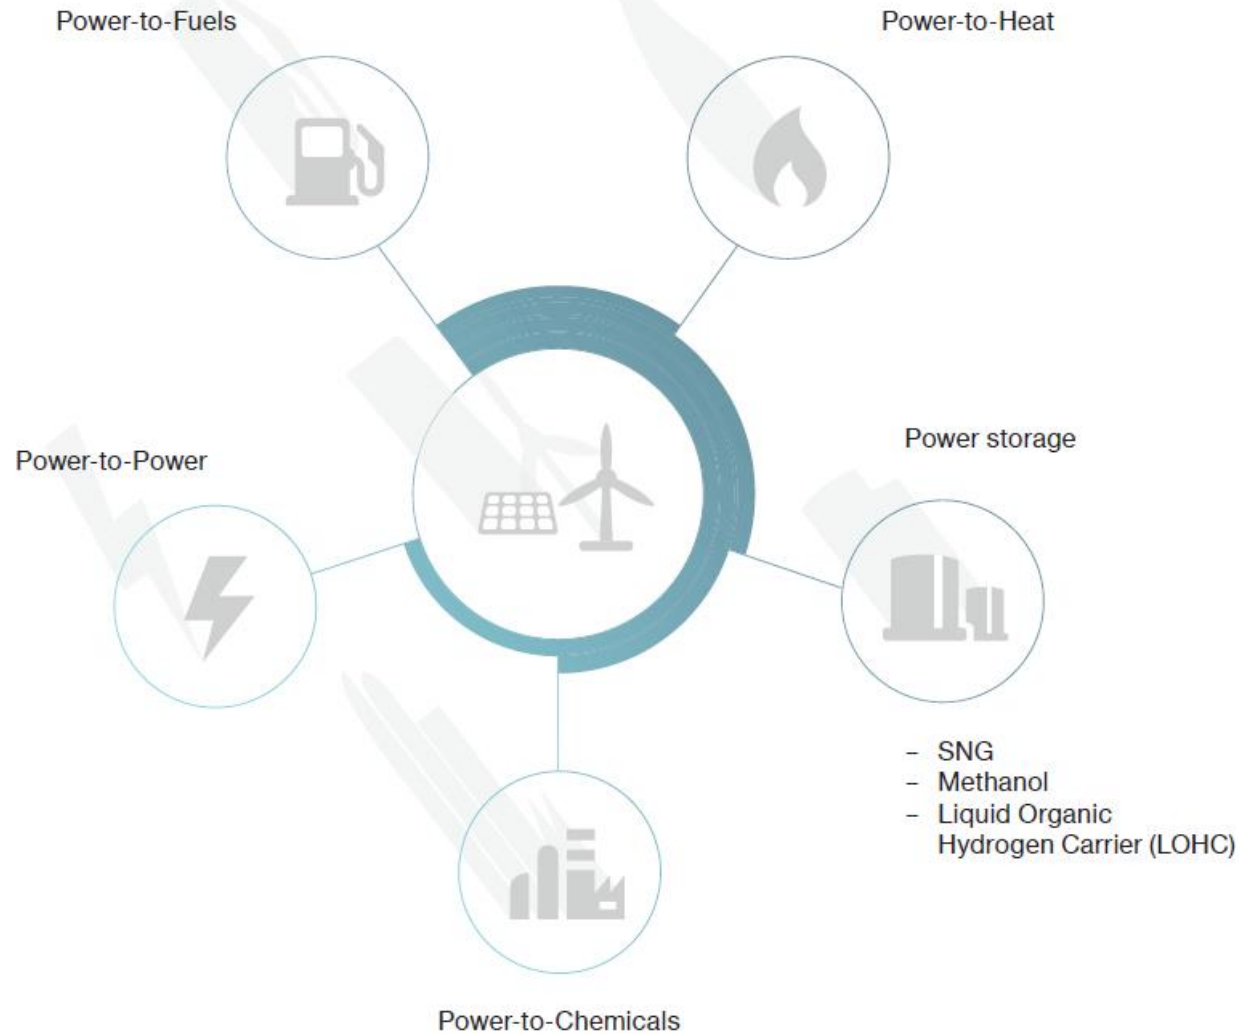 Power-to-Fuels
Power-to-Heat
Power-to-Power
Power storage
– SNG
– Methanol
– Liquid Organic
Hydrogen Carrier (LOHC)
Power-to-Chemicals